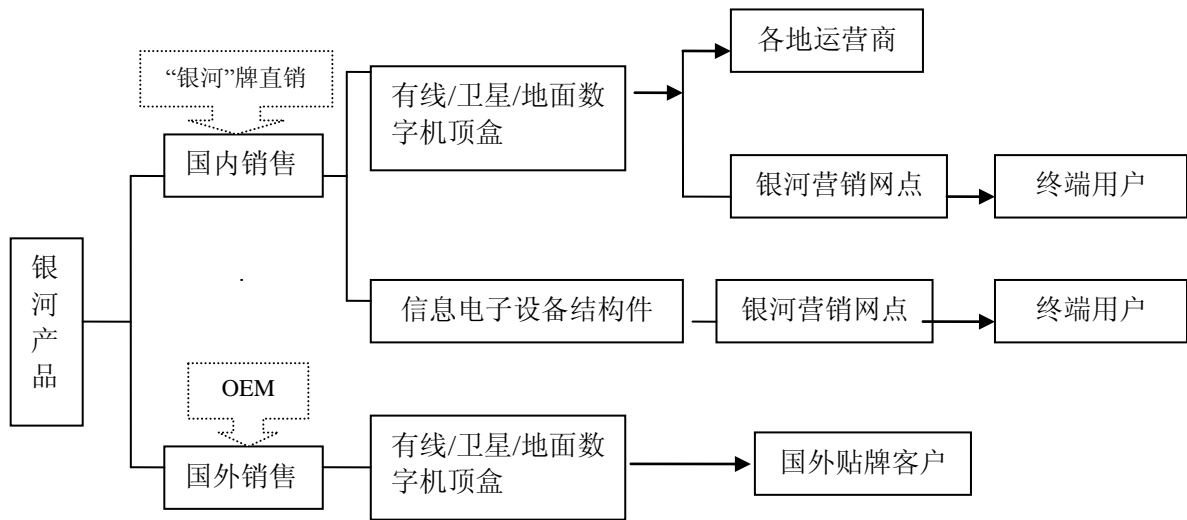 各地运营商
“银河”牌直销
有线/卫星/地面数
字机顶盒
国内销售
银河营销网点
终端用户
银
河
产
品
信息电子设备结构件
银河营销网点
终端用户
OEM
有线/卫星/地面数
字机顶盒
国外销售
国外贴牌客户